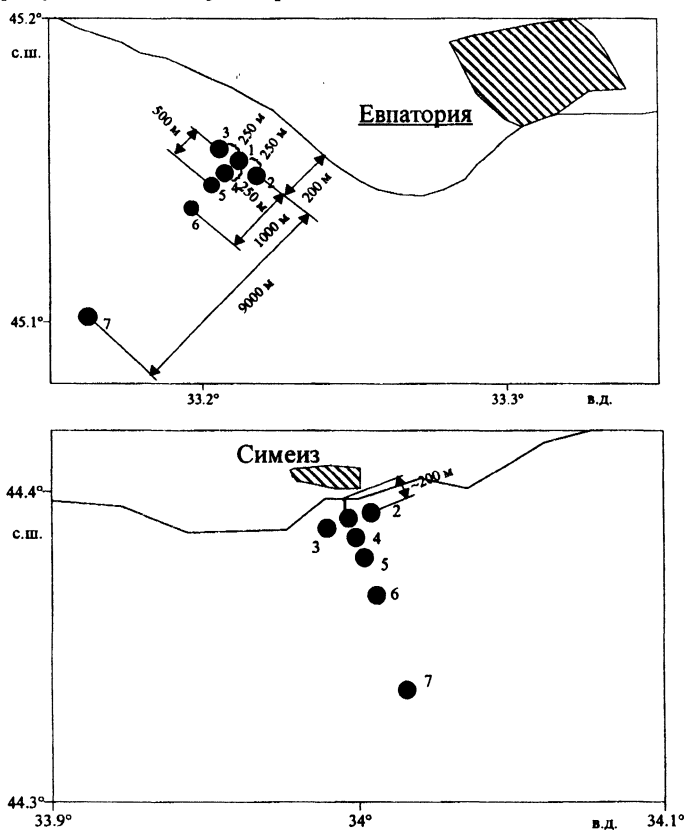 45.2°
с.ш.
Евпатория
500 м
3
250 м
1
250 м
2
4
250 м
5
200 м
6
1000 м
9000 м
45.1°
7
33.2°
33.3°
в.д.
Симеиз
44.4°
~200 м
2
с.ш.
3
4
5
6
7
44.3°
33.9°
34°
в.д.
34.1°